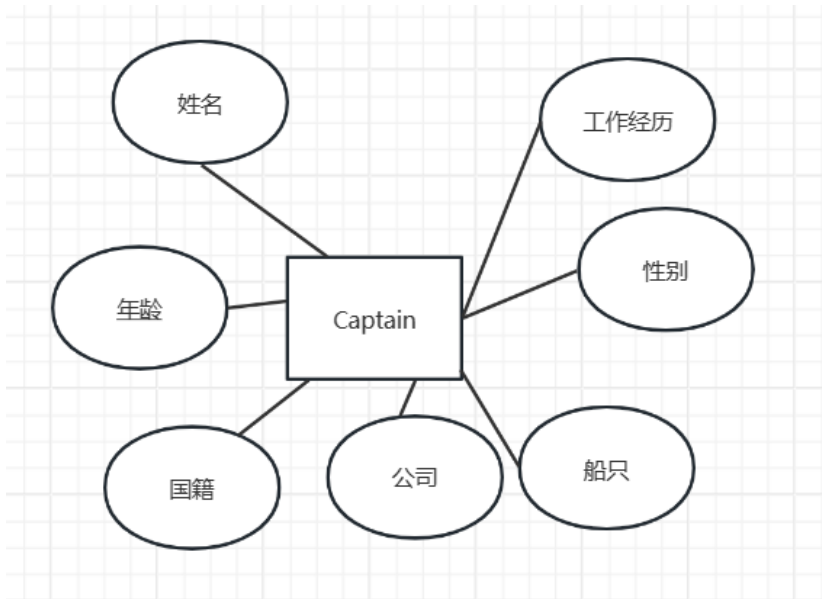 姓名
工作经历
性别
年龄
Captain
国籍
公司
船只